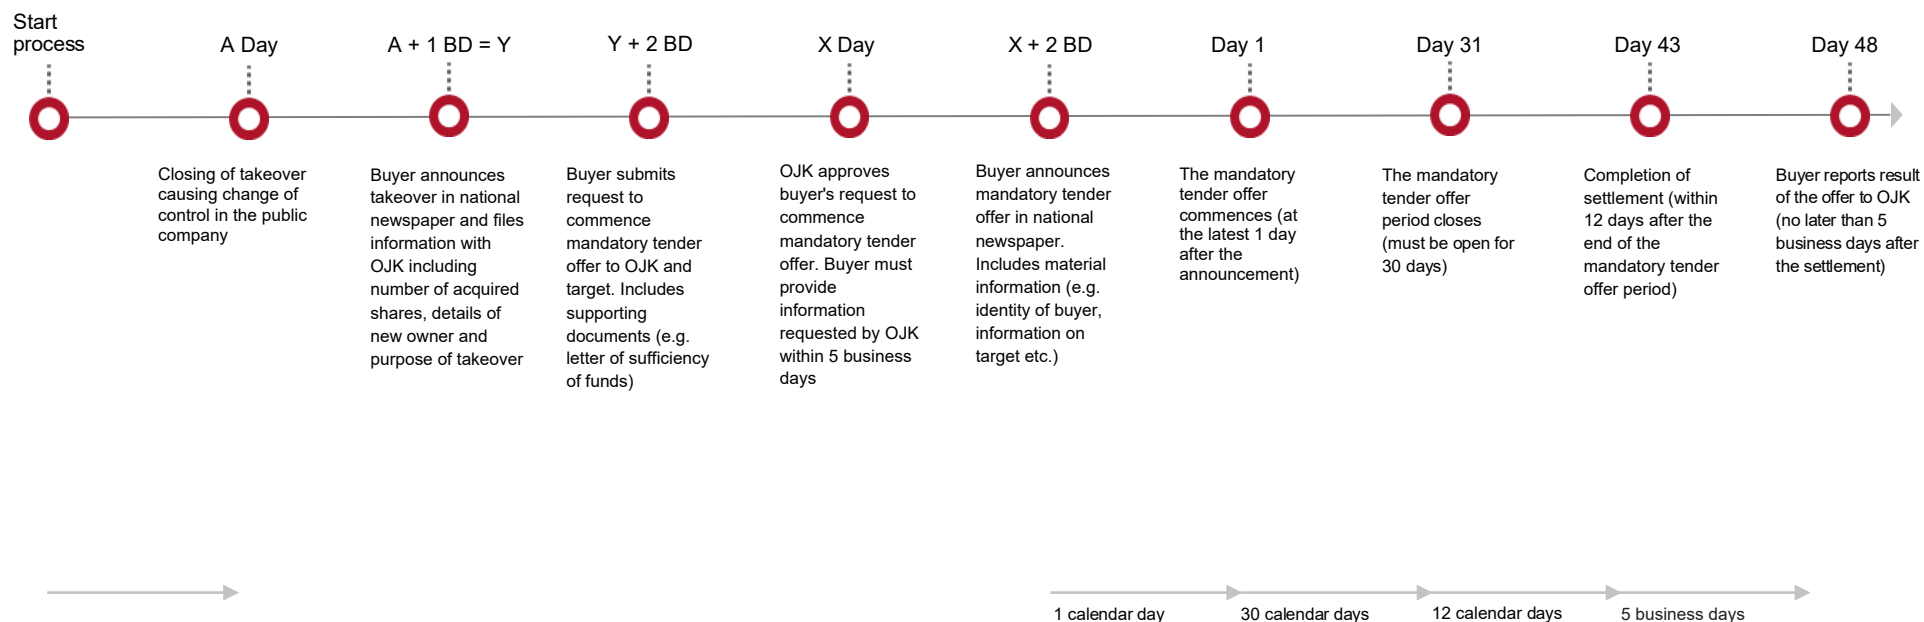 Start
process
A Day
A + 1 BD = Y
Y + 2 BD
X Day
X + 2 BD
Day 1
Day 31
Day 43
Day 48
Closing of takeover
causing change of
control in the public
company
Buyer announces
takeover in national
newspaper and files
information with
OJK including
number of acquired
shares, details of
new owner and
purpose of takeover
Buyer submits
request to
commence
mandatory tender
offer to OJK and
target. Includes
supporting
documents (e.g.
letter of sufficiency
of funds)
OJK approves
buyer's request to
commence
mandatory tender
offer. Buyer must
provide
information
requested by OJK
within 5 business
days
Buyer announces
mandatory tender
offer in national
newspaper.
Includes material
information (e.g.
identity of buyer,
information on
target etc.)
The mandatory
tender offer
commences (at
the latest 1 day
after the
announcement)
The mandatory
tender offer
period closes
(must be open for
30 days)
Completion of
settlement (within
12 days after the
end of the
mandatory tender
offer period)
Buyer reports result
of the offer to OJK
(no later than 5
business days after
the settlement)
1 calendar day
30 calendar days
12 calendar days
5 business days